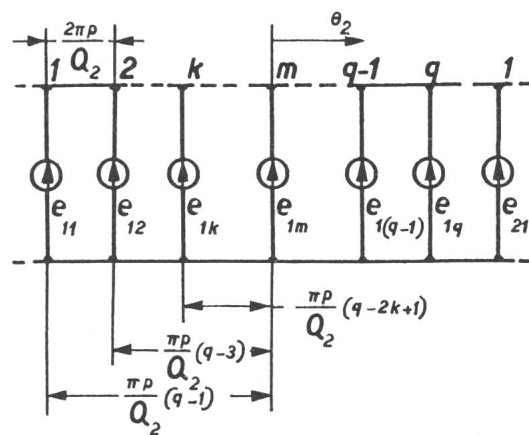 2πp/Q₂ θ₂
1 2 k m q-1 q 1
e₁₁ e₁₂ e₁ₖ e₁ₘ e₁₍q₋₁₎ e₁q e₂₁
πp/Q₂ (q-2k+1)
πp/Q₂ (q-3)
πp/Q₂ (q-1)